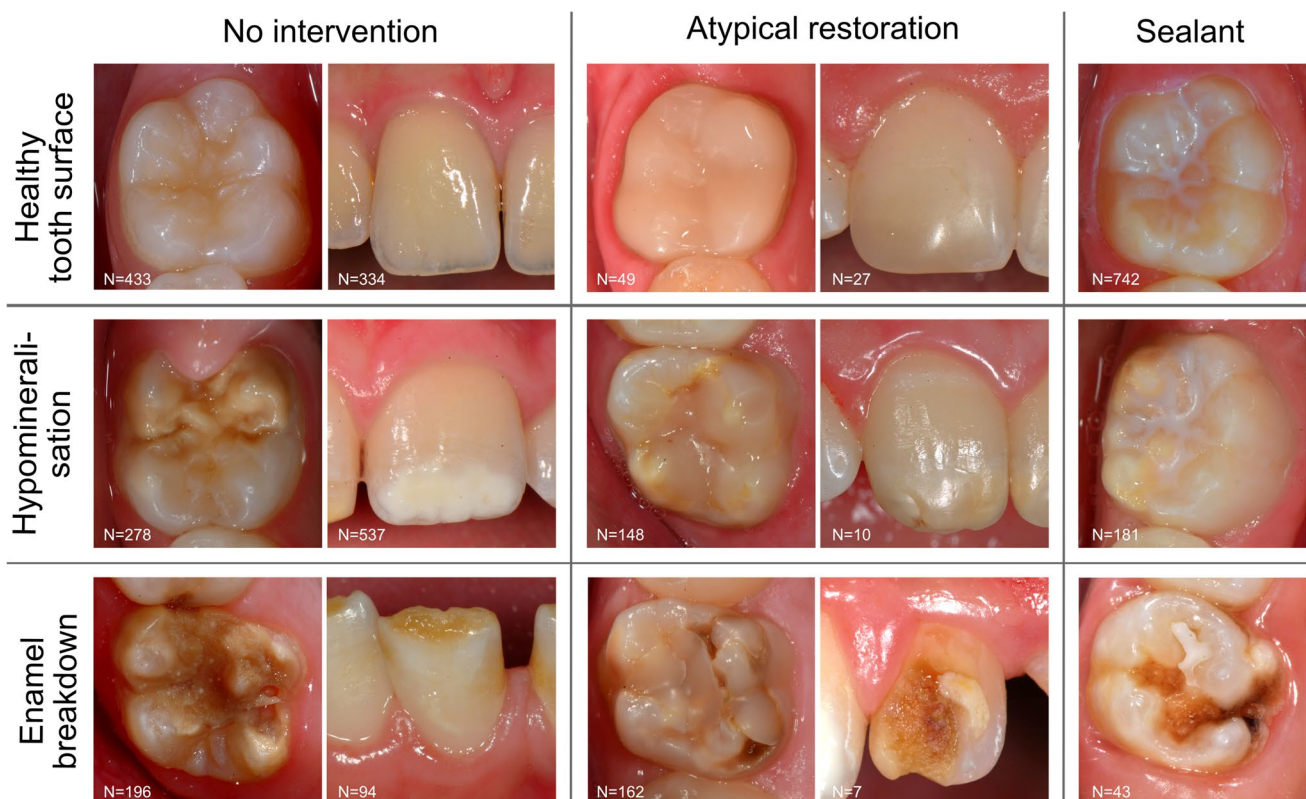 No intervention
Atypical restoration
Sealant
Healthy
tooth surface
N=433
N=334
N=49
N=27
N=742
Hypominerali-
sation
N=278
N=537
N=148
N=10
N=181
Enamel
breakdown
N=196
N=94
N=162
N=7
N=43